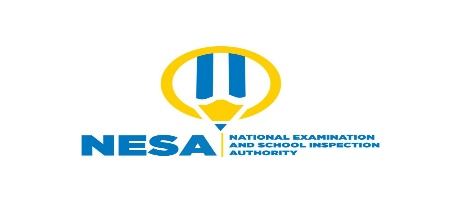 NESA
NATIONAL EXAMINATION
AND SCHOOL INSPECTION
AUTHORITY